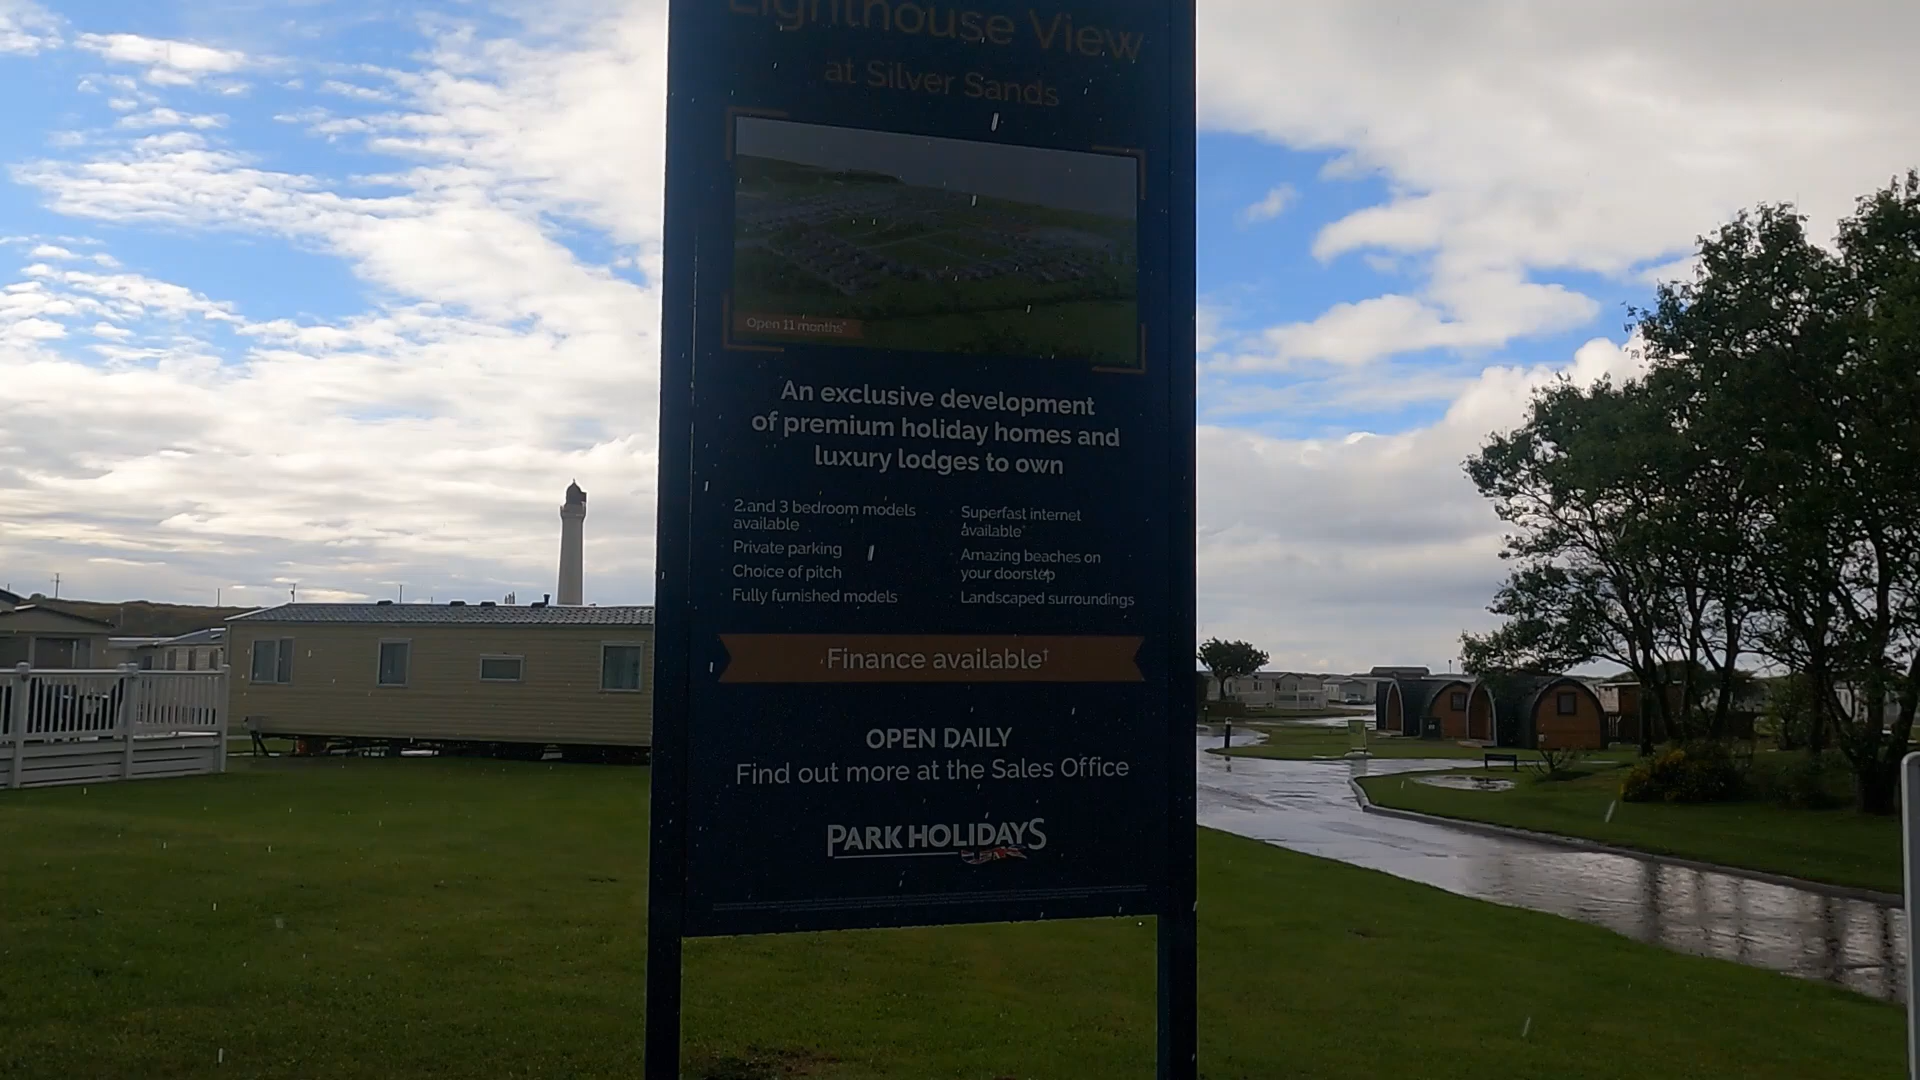 Lighthouse View
at Silver Sands
Open 11 months*
An exclusive development
of premium holiday homes and
luxury lodges to own
2 and 3 bedroom models
available
Private parking
Choice of pitch
Fully furnished models
Superfast internet
available*
Amazing beaches on
your doorstep
Landscaped surroundings
Finance available†
OPEN DAILY
Find out more at the Sales Office
PARK HOLIDAYS